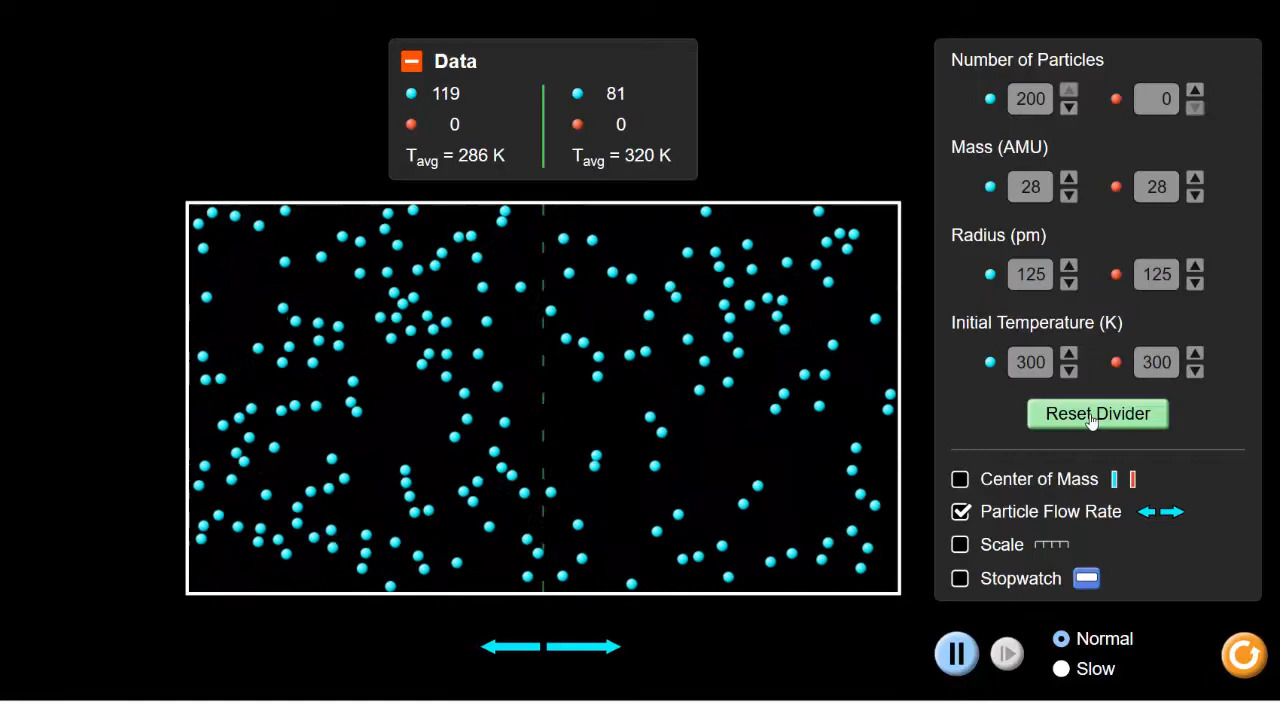 Data
119 81
0 0
Tavg = 286 K Tavg = 320 K
Number of Particles
200 0
Mass (AMU)
28 28
Radius (pm)
125 125
Initial Temperature (K)
300 300
Reset Divider
Center of Mass
Particle Flow Rate
Scale
Stopwatch
Normal
Slow